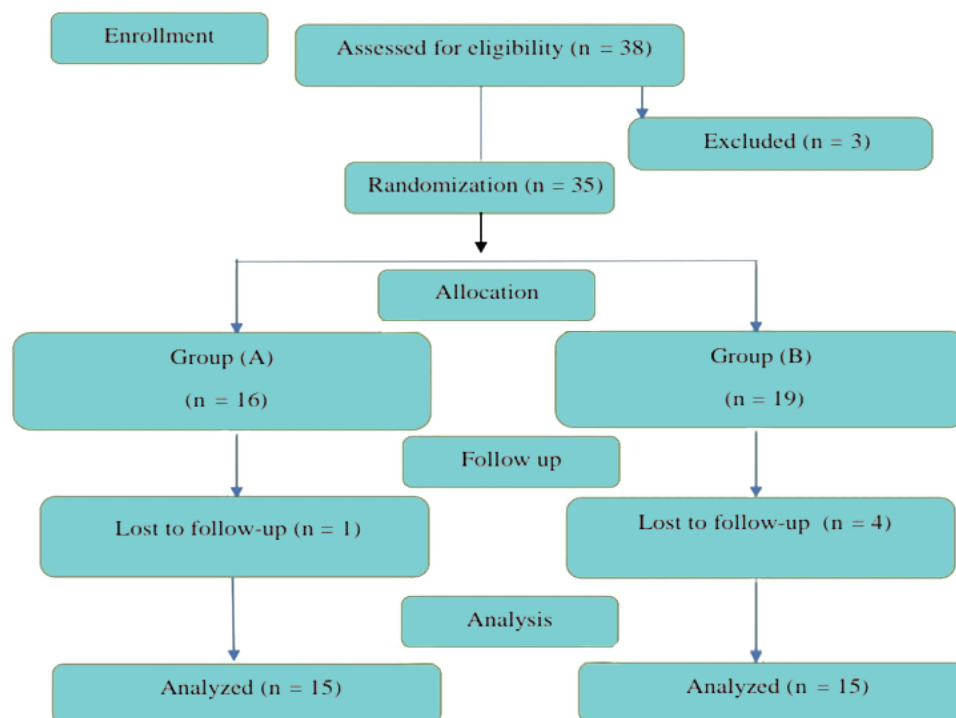 Enrollment
Assessed for eligibility (n = 38)
Excluded (n = 3)
Randomization (n = 35)
Allocation
Group (A)
(n = 16)
Group (B)
(n = 19)
Follow up
Lost to follow-up (n = 1)
Lost to follow-up (n = 4)
Analysis
Analyzed (n = 15)
Analyzed (n = 15)